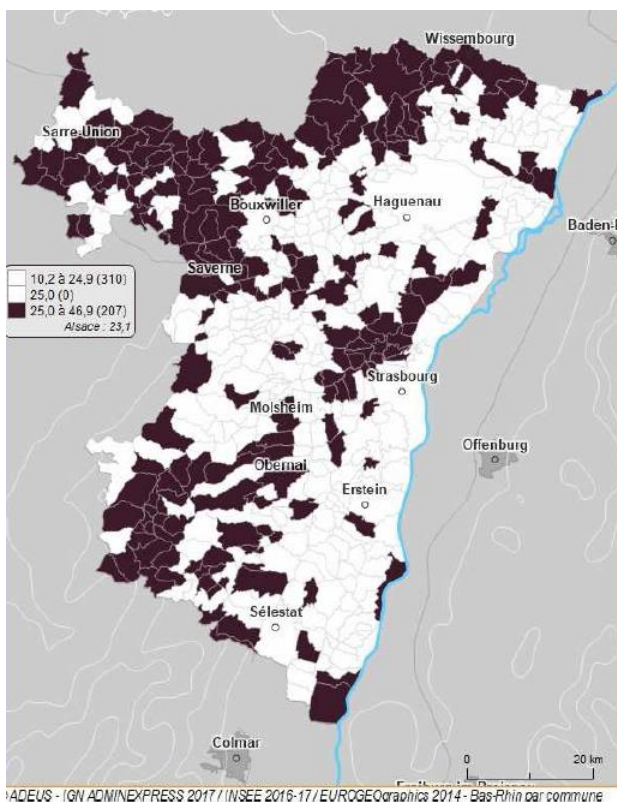 Wissembourg
Sarre-Union
Bouxwiller
Haguenau
Saverne
10,2 à 24,9 (310)
25,0 (0)
25,0 à 46,9 (207)
Alsace : 23,1
Strasbourg
Molsheim
Offenburg
Obernai
Erstein
Sélestat
Colmar
0
20 km
ADEUS - IGN ADMINEXPRESS 2017 / INSEE 2016-17 / EUROGEOgraphics 2014 - Bas-Rhin par commune